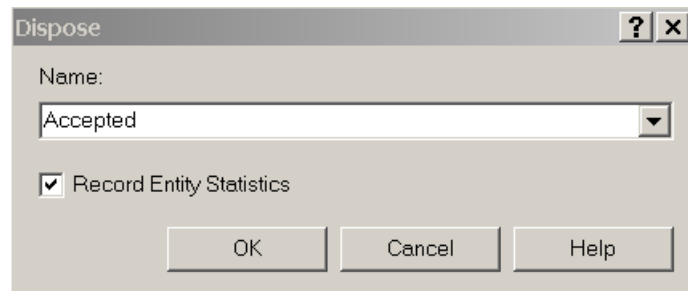 Dispose
Name:
Accepted
Record Entity Statistics
OK Cancel Help